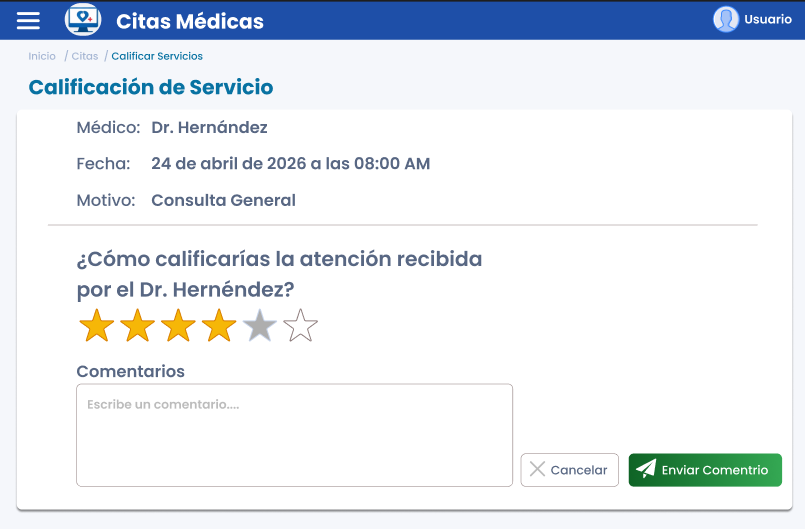 Citas Médicas
Usuario
Inicio / Citas / Calificar Servicios
Calificación de Servicio
Médico: Dr. Hernández
Fecha: 24 de abril de 2026 a las 08:00 AM
Motivo: Consulta General
¿Cómo calificarías la atención recibida
por el Dr. Hernéndez?
Comentarios
Escribe un comentario....
Cancelar
Enviar Comentrio